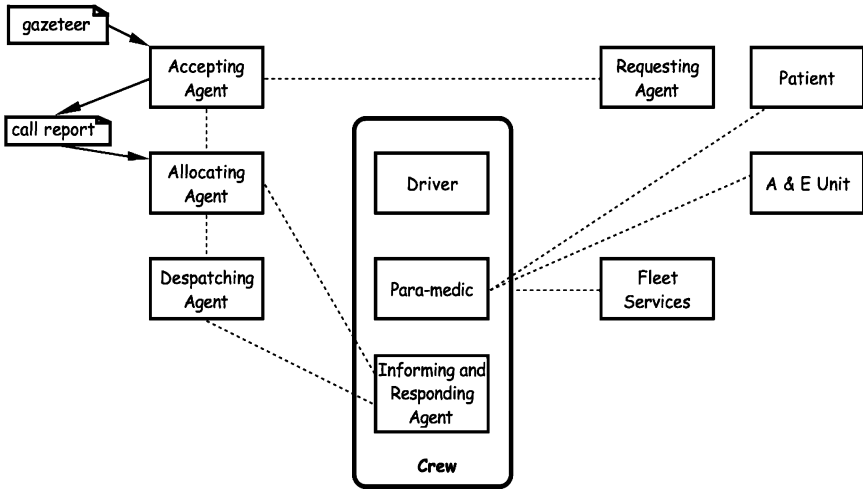 gazeteer
Accepting
Agent
Requesting
Agent
Patient
call report
Allocating
Agent
Driver
A & E Unit
Despatching
Agent
Para-medic
Fleet
Services
Informing and
Responding
Agent
Crew